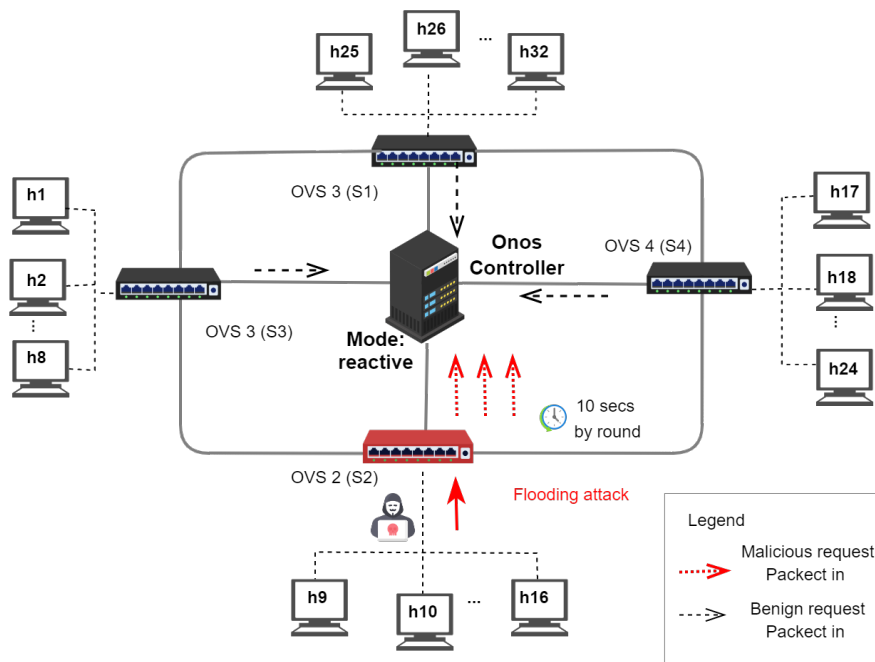 h25
h26
...
h32
OVS 3 (S1)
h1
h2
...
h8
OVS 3 (S3)
Onos
Controller
Mode:
reactive
OVS 4 (S4)
h17
h18
...
h24
10 secs
by round
OVS 2 (S2)
Flooding attack
h9
h10
...
h16
Legend
Malicious request
Packect in
Benign request
Packect in